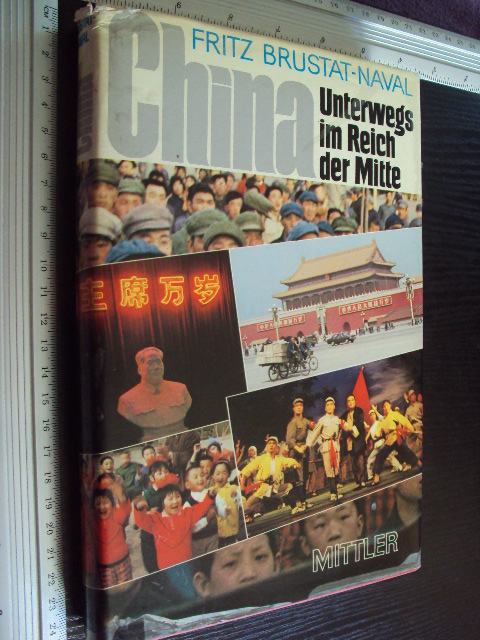 FRITZ BRUSTAT-NAVAL
China
Unterwegs
im Reich
der Mitte
主席万岁
MITTLER